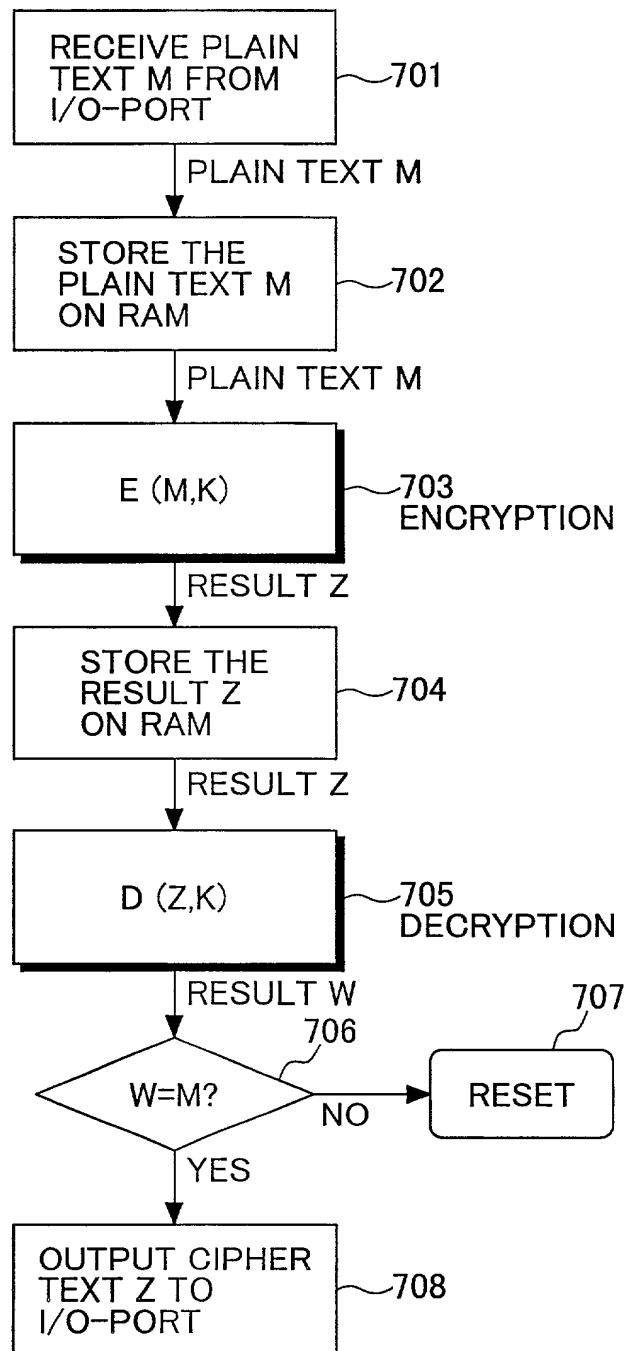 RECEIVE PLAIN
TEXT M FROM
I/O-PORT
701
PLAIN TEXT M
STORE THE
PLAIN TEXT M
ON RAM
702
PLAIN TEXT M
E (M,K)
703
ENCRYPTION
RESULT Z
STORE THE
RESULT Z
ON RAM
704
RESULT Z
D (Z,K)
705
DECRYPTION
RESULT W
706
707
W=M?
NO
RESET
YES
OUTPUT CIPHER
TEXT Z TO
I/O-PORT
708